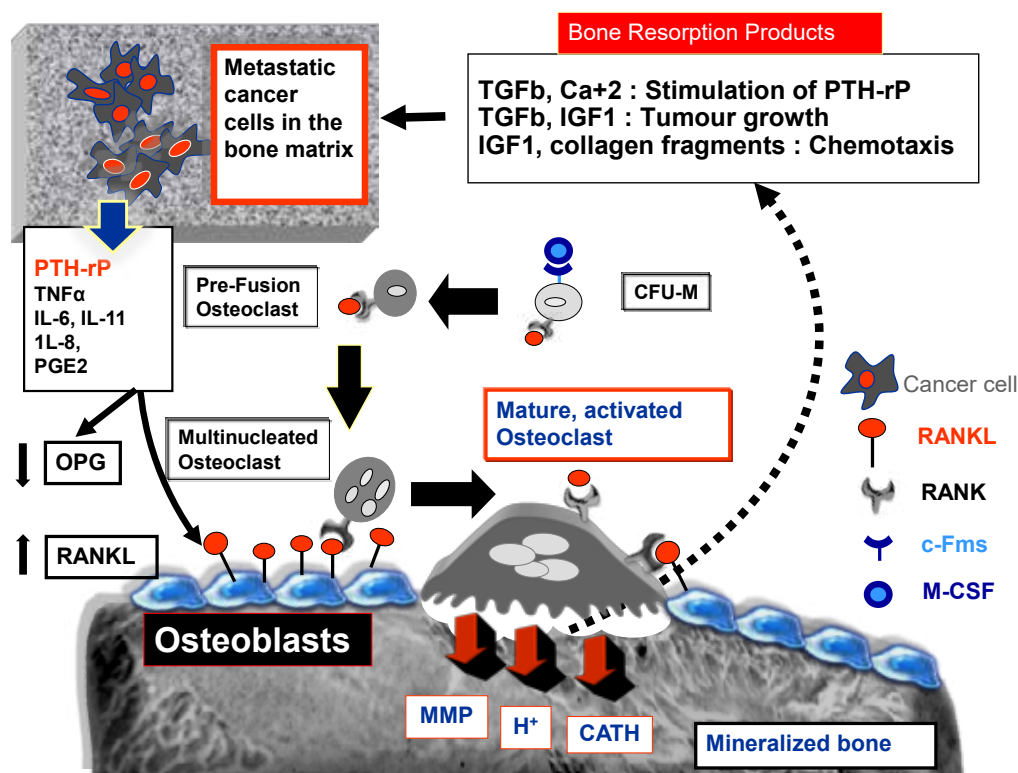 Bone Resorption Products
Metastatic
cancer
cells in the
bone matrix
TGFb, Ca+2 : Stimulation of PTH-rP
TGFb, IGF1 : Tumour growth
IGF1, collagen fragments : Chemotaxis
PTH-rP
TNFα
IL-6, IL-11
1L-8,
PGE2
Pre-Fusion
Osteoclast
CFU-M
Cancer cell
Mature, activated
Osteoclast
Multinucleated
Osteoclast
RANKL
OPG
RANK
RANKL
c-Fms
M-CSF
Osteoblasts
MMP
H+
CATH
Mineralized bone